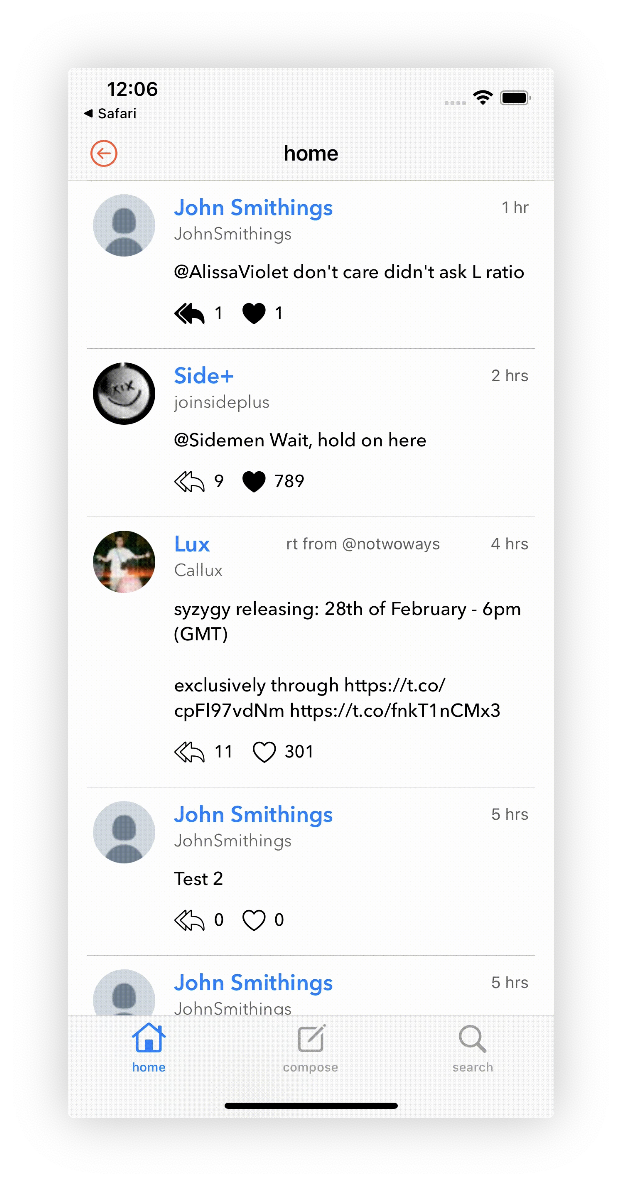 12:06
Safari
home
John Smithings 1 hr
JohnSmithings
@AlissaViolet don't care didn't ask L ratio
1 1
Side+ 2 hrs
joinsideplus
@Sidemen Wait, hold on here
9 789
Lux rt from @notwoways 4 hrs
Callux
syzygy releasing: 28th of February - 6pm
(GMT)
exclusively through https://t.co/
cpFl97vdNm https://t.co/fnkT1nCMx3
11 301
John Smithings 5 hrs
JohnSmithings
Test 2
0 0
John Smithings 5 hrs
JohnSmithings
home compose search